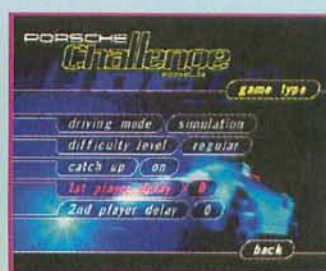 PORSCHE
Challenge
game type
driving mode simulation
difficulty level regular
catch up on
1st player delay 0
2nd player delay 0
back